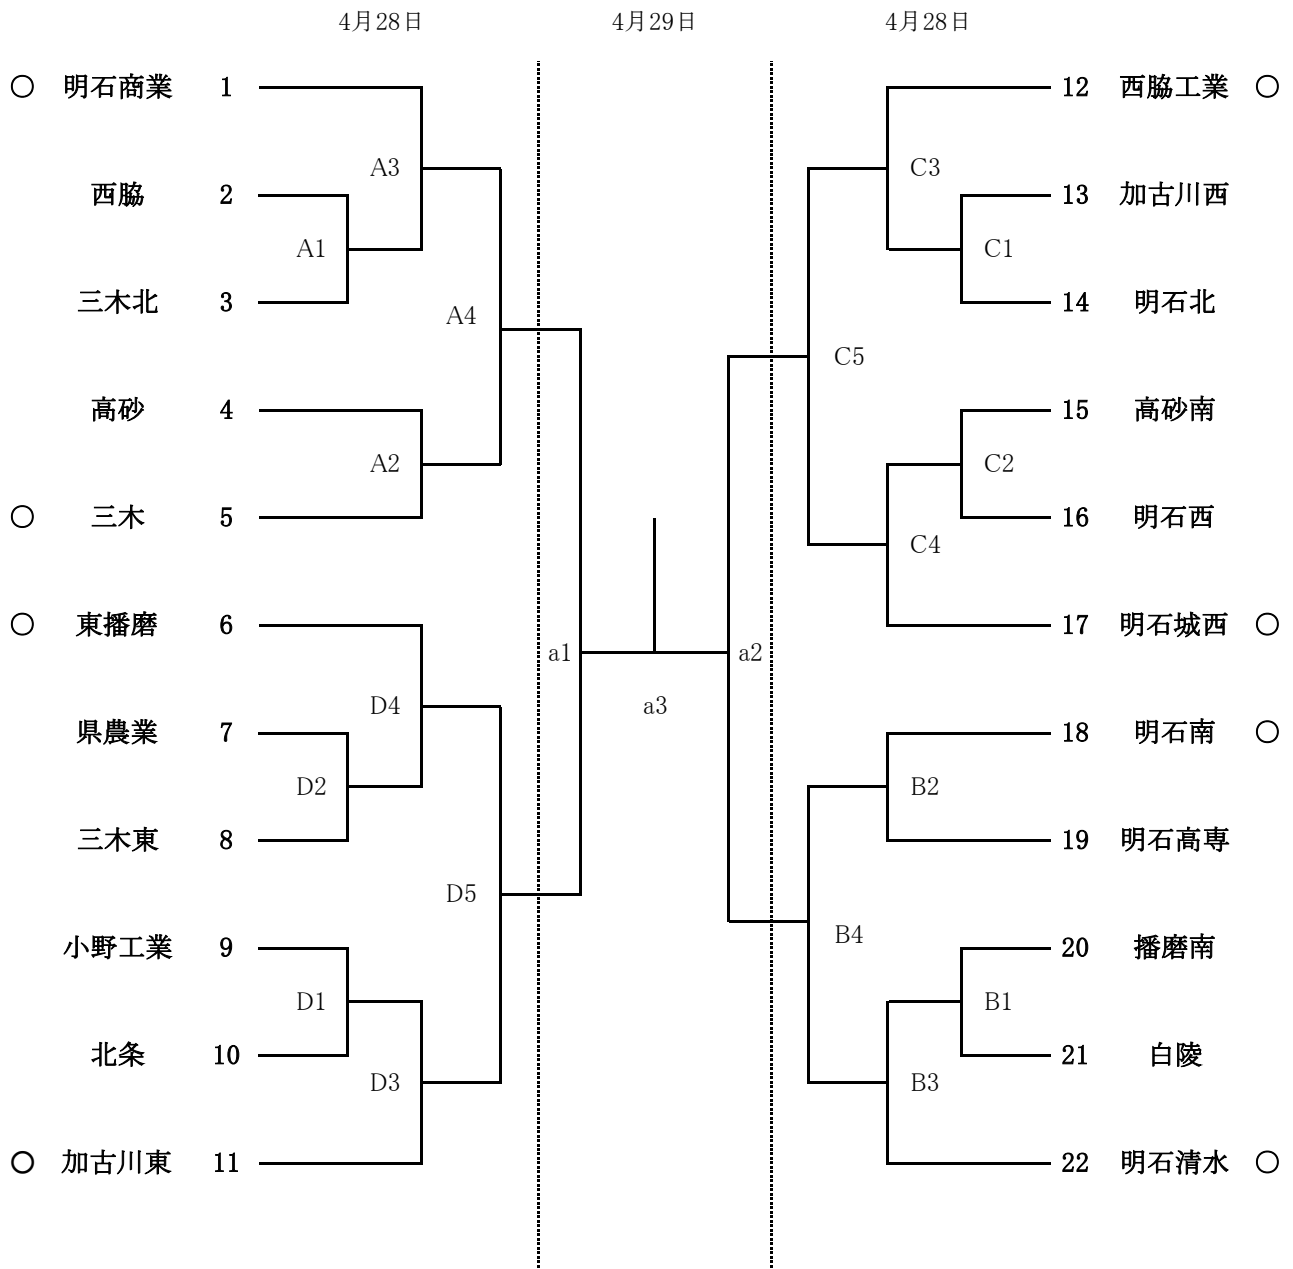 4月28日 4月29日 4月28日
○ 明石商業 1 12 西脇工業 ○
A3 C3
西脇 2 13 加古川西
A1 C1
三木北 3 14 明石北
A4
C5
高砂 4 15 高砂南
A2 C2
○ 三木 5 16 明石西
C4
○ 東播磨 6 17 明石城西 ○
a1 a2
D4 a3
県農業 7 18 明石南 ○
D2 B2
三木東 8 19 明石高専
D5
B4
小野工業 9 20 播磨南
D1 B1
北条 10 21 白陵
D3 B3
○ 加古川東 11 22 明石清水 ○